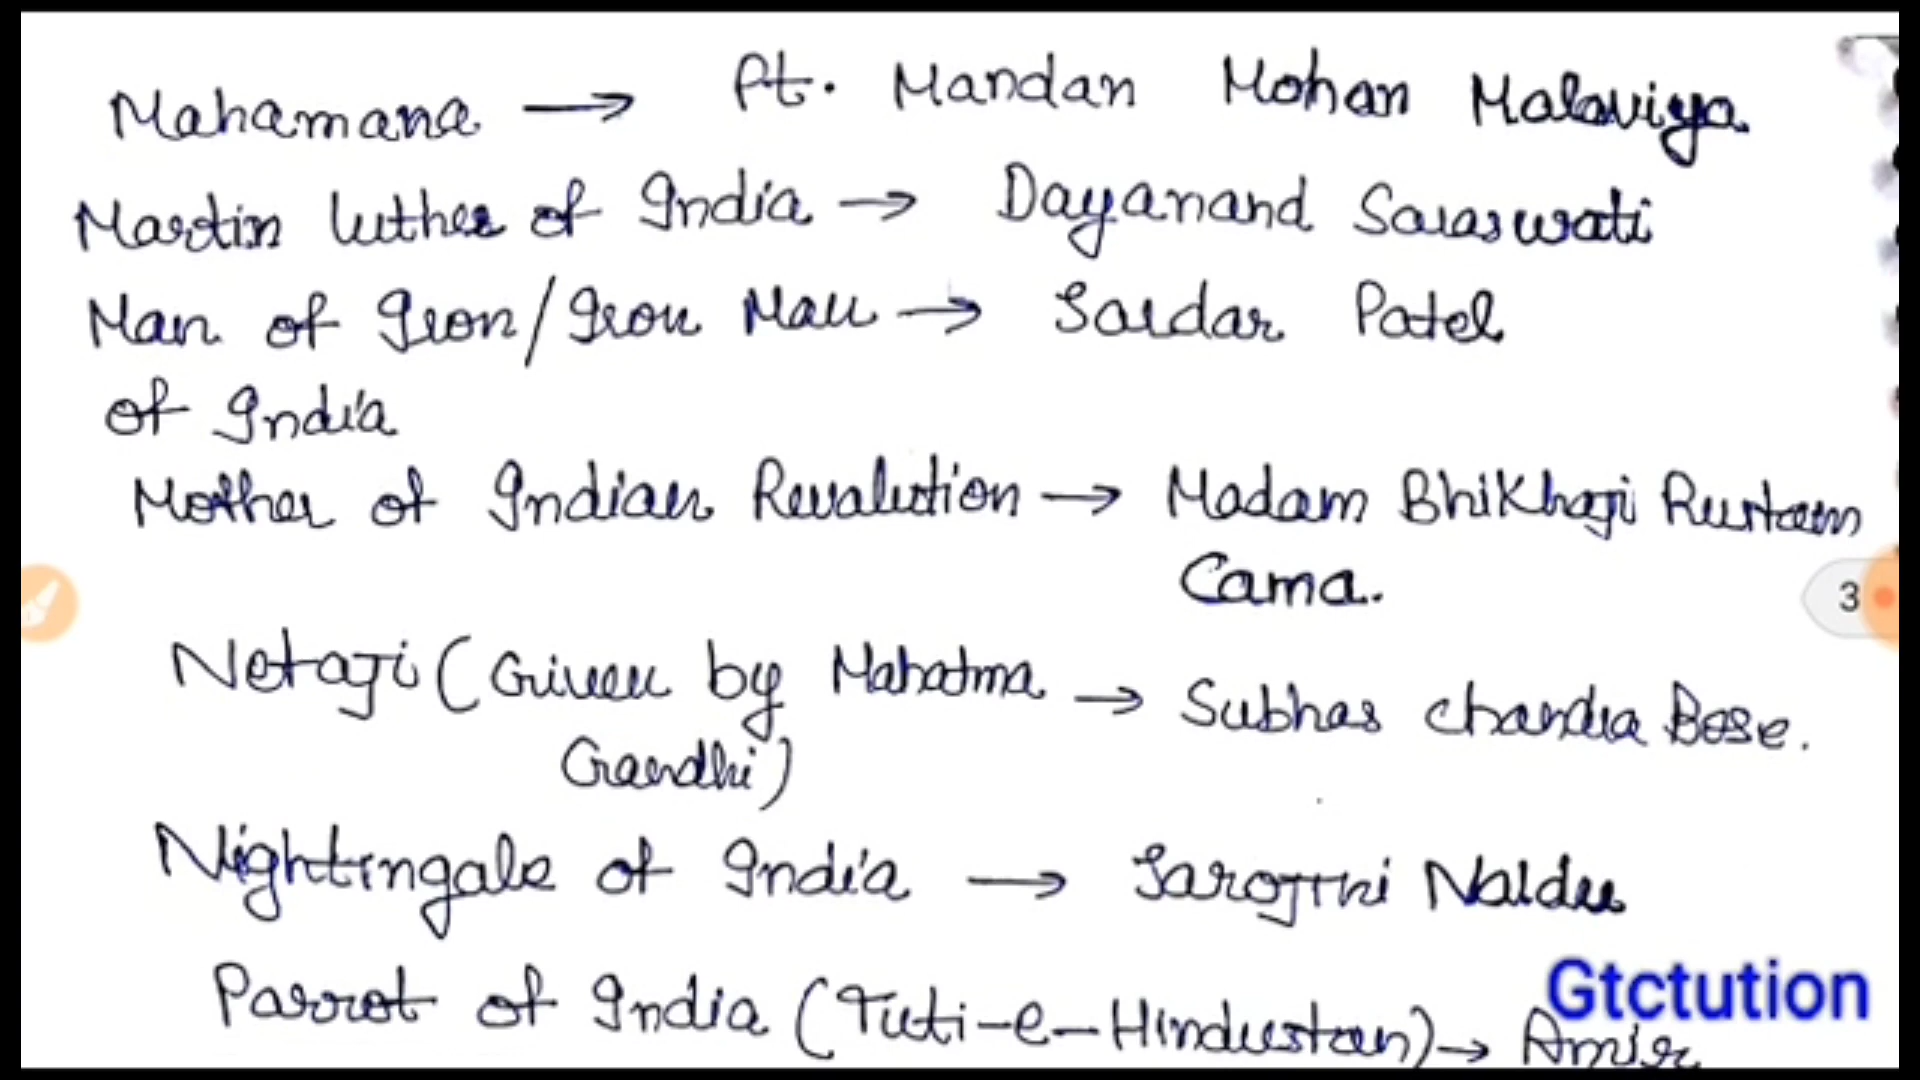 Mahamana → Pt. Mandan Mohan Malaviya
Martin luther of India → Dayanand Saraswati
Man of Iron/Iron Man → Sardar Patel
of India
Mother of Indian Revalution → Madam BhiKhaji Rustam
Cama.
Netaji (Given by Mahatma → Subhas chandra Bose.
Gandhi)
Nightingale of India → Sarojini Naidu
Parrot of India (Tuti-e-Hindustan) → Amir
Gtctution
3